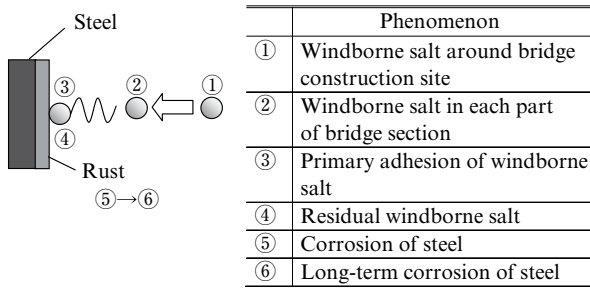 Steel
③
②
①
④
Rust
⑤→⑥
Phenomenon
① Windborne salt around bridge
construction site
② Windborne salt in each part
of bridge section
③ Primary adhesion of windborne
salt
④ Residual windborne salt
⑤ Corrosion of steel
⑥ Long-term corrosion of steel